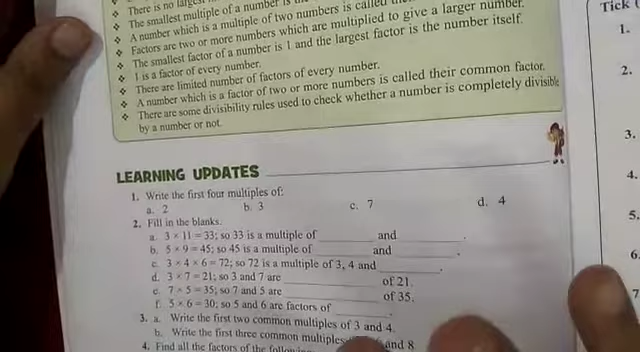 There is no largest
The smallest multiple of a number is
A number which is a multiple of two numbers is called
Factors are two or more numbers which are multiplied to give a larger number.
The smallest factor of a number is 1 and the largest factor is the number itself.
1 is a factor of every number.
There are limited number of factors of every number.
A number which is a factor of two or more numbers is called their common factor.
There are some divisibility rules used to check whether a number is completely divisible
by a number or not.
LEARNING UPDATES
1. Write the first four multiples of:
a. 2 b. 3 c. 7 d. 4
2. Fill in the blanks.
a. 3 × 11 = 33; so 33 is a multiple of ______ and ______.
b. 5 × 9 = 45; so 45 is a multiple of ______ and ______.
c. 3 × 4 × 6 = 72; so 72 is a multiple of 3, 4 and ______.
d. 3 × 7 = 21; so 3 and 7 are ______ of 21.
e. 7 × 5 = 35; so 7 and 5 are ______ of 35.
f. 5 × 6 = 30; so 5 and 6 are factors of ______.
3. a. Write the first two common multiples of 3 and 4.
b. Write the first three common multiples and 8
4. Find all the factors of the
Tick
1.
2.
3.
4.
5.
6.
7